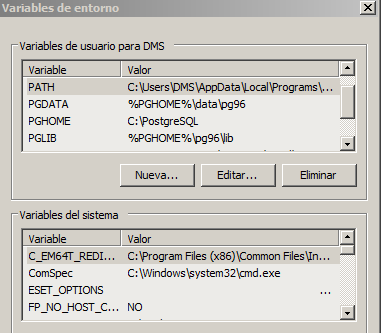 Variables de entorno
Variables de usuario para DMS
Variable Valor
PATH C:\Users\DMS\AppData\Local\Programs\...
PGDATA %PGHOME%\data\pg96
PGHOME C:\PostgreSQL
PGLIB %PGHOME%\pg96\lib
Nueva... Editar... Eliminar
Variables del sistema
Variable Valor
C_EM64T_REDI... C:\Program Files (x86)\Common Files\In...
ComSpec C:\Windows\system32\cmd.exe
ESET_OPTIONS ...
FP_NO_HOST_C... NO